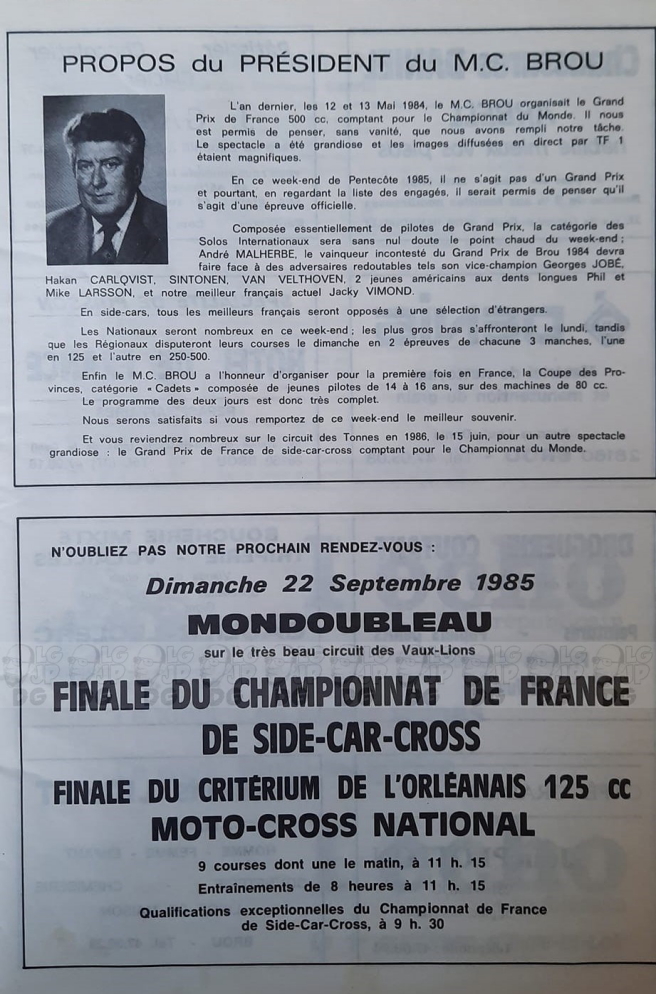 PROPOS du PRÉSIDENT du M.C. BROU
L'an dernier, les 12 et 13 Mai 1984, le M.C. BROU organisait le Grand
Prix de France 500 cc, comptant pour le Championnat du Monde. Il nous
est permis de penser, sans vanité, que nous avons rempli notre tâche.
Le spectacle a été grandiose et les images diffusées en direct par TF 1
étaient magnifiques.
En ce week-end de Pentecôte 1985, il ne s'agit pas d'un Grand Prix
et pourtant, en regardant la liste des engagés, il serait permis de penser qu'il
s'agit d'une épreuve officielle.
Composée essentiellement de pilotes de Grand Prix, la catégorie des
Solos Internationaux sera sans nul doute le point chaud du week-end ;
André MALHERBE, le vainqueur incontesté du Grand Prix de Brou 1984 devra
faire face à des adversaires redoutables tels son vice-champion Georges JOBÉ,
Hakan CARLQVIST, SINTONEN, VAN VELTHOVEN, 2 jeunes américains aux dents longues Phil et
Mike LARSSON, et notre meilleur français actuel Jacky VIMOND.
En side-cars, tous les meilleurs français seront opposés à une sélection d'étrangers.
Les Nationaux seront nombreux en ce week-end ; les plus gros bras s'affronteront le lundi, tandis
que les Régionaux disputeront leurs courses le dimanche en 2 épreuves de chacune 3 manches, l'une
en 125 et l'autre en 250-500.
Enfin le M.C. BROU a l'honneur d'organiser pour la première fois en France, la Coupe des Pro-
vinces, catégorie « Cadets » composée de jeunes pilotes de 14 à 16 ans, sur des machines de 80 cc.
Le programme des deux jours est donc très complet.
Nous serons satisfaits si vous remportez de ce week-end le meilleur souvenir.
Et vous reviendrez nombreux sur le circuit des Tonnes en 1986, le 15 juin, pour un autre spectacle
grandiose : le Grand Prix de France de side-car-cross comptant pour le Championnat du Monde.
N'OUBLIEZ PAS NOTRE PROCHAIN RENDEZ-VOUS :
Dimanche 22 Septembre 1985
MONDOUBLEAU
sur le très beau circuit des Vaux-Lions
FINALE DU CHAMPIONNAT DE FRANCE
DE SIDE-CAR-CROSS
FINALE DU CRITÉRIUM DE L'ORLÉANAIS 125 cc
MOTO-CROSS NATIONAL
9 courses dont une le matin, à 11 h. 15
Entraînements de 8 heures à 11 h. 15
Qualifications exceptionnelles du Championnat de France
de Side-Car-Cross, à 9 h. 30